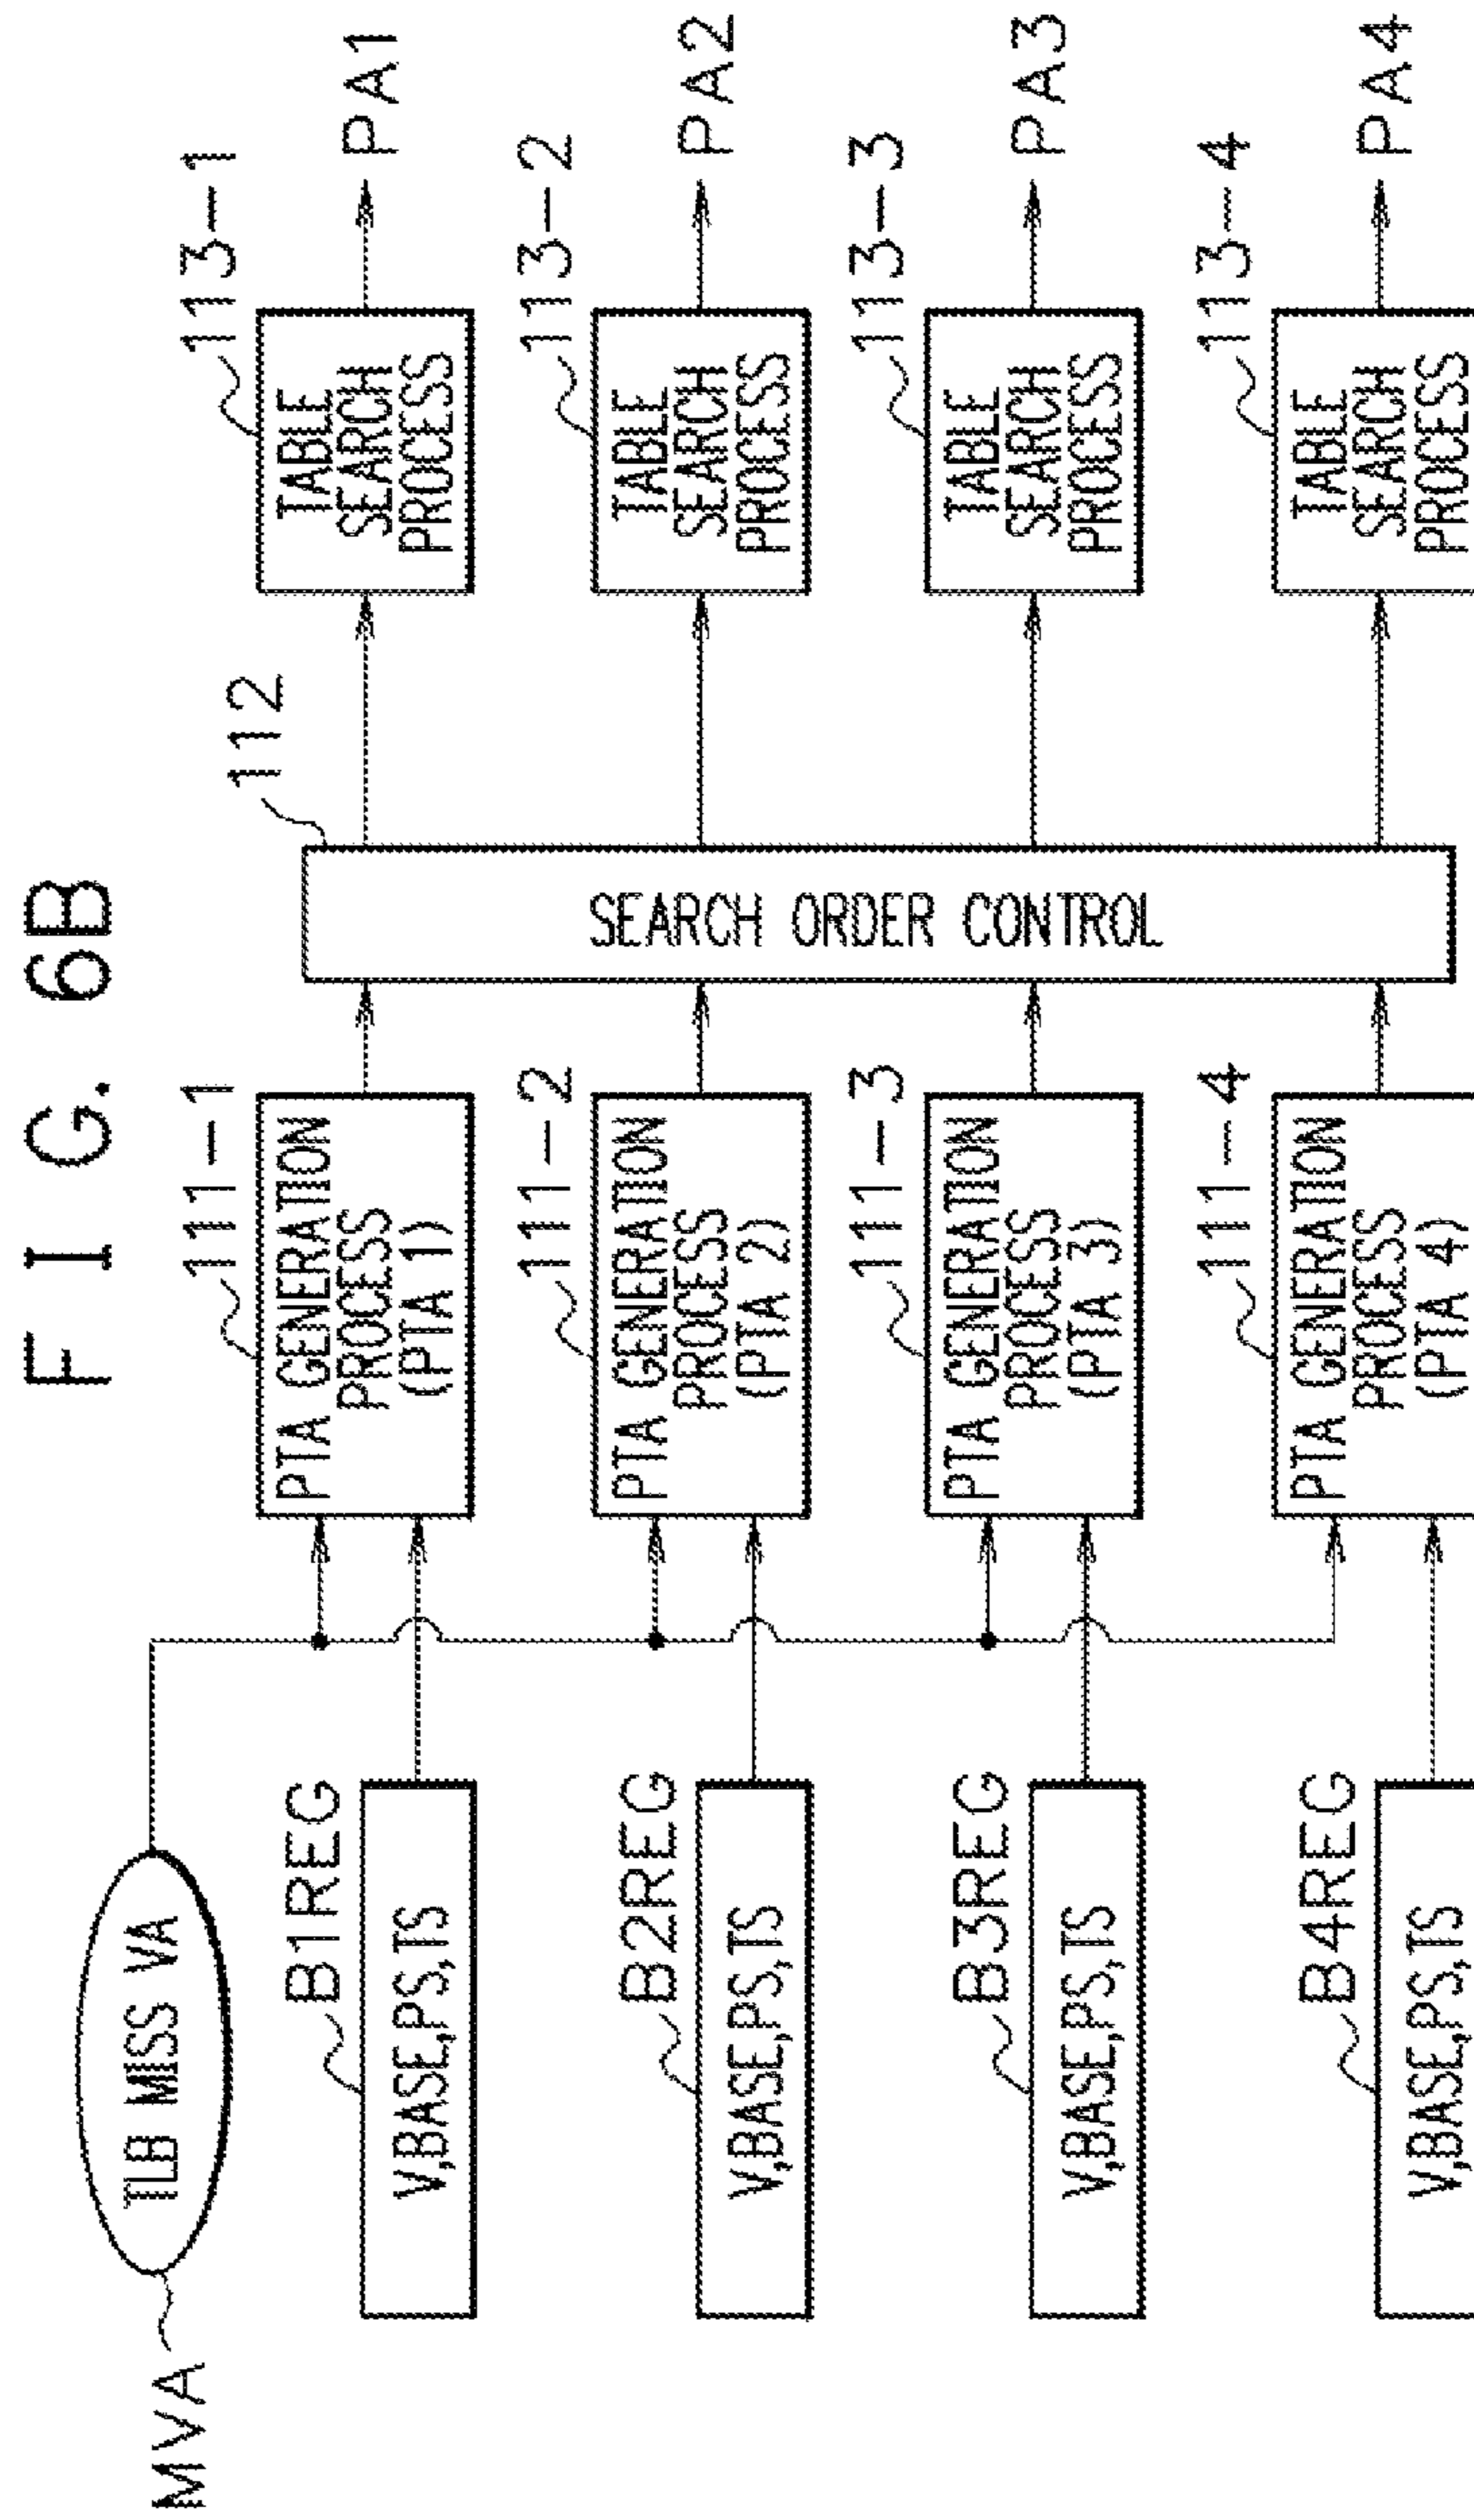 F I G. 6B
MVA
TLB MISS VA
B1REG
V,BASE,PS,TS
111-1
PTA GENERATION
PROCESS
(PTA 1)
112
SEARCH ORDER CONTROL
113-1
TABLE
SEARCH
PROCESS
PA1
B2REG
V,BASE,PS,TS
111-2
PTA GENERATION
PROCESS
(PTA 2)
113-2
TABLE
SEARCH
PROCESS
PA2
B3REG
V,BASE,PS,TS
111-3
PTA GENERATION
PROCESS
(PTA 3)
113-3
TABLE
SEARCH
PROCESS
PA3
B4REG
V,BASE,PS,TS
111-4
PTA GENERATION
PROCESS
(PTA 4)
113-4
TABLE
SEARCH
PROCESS
PA4